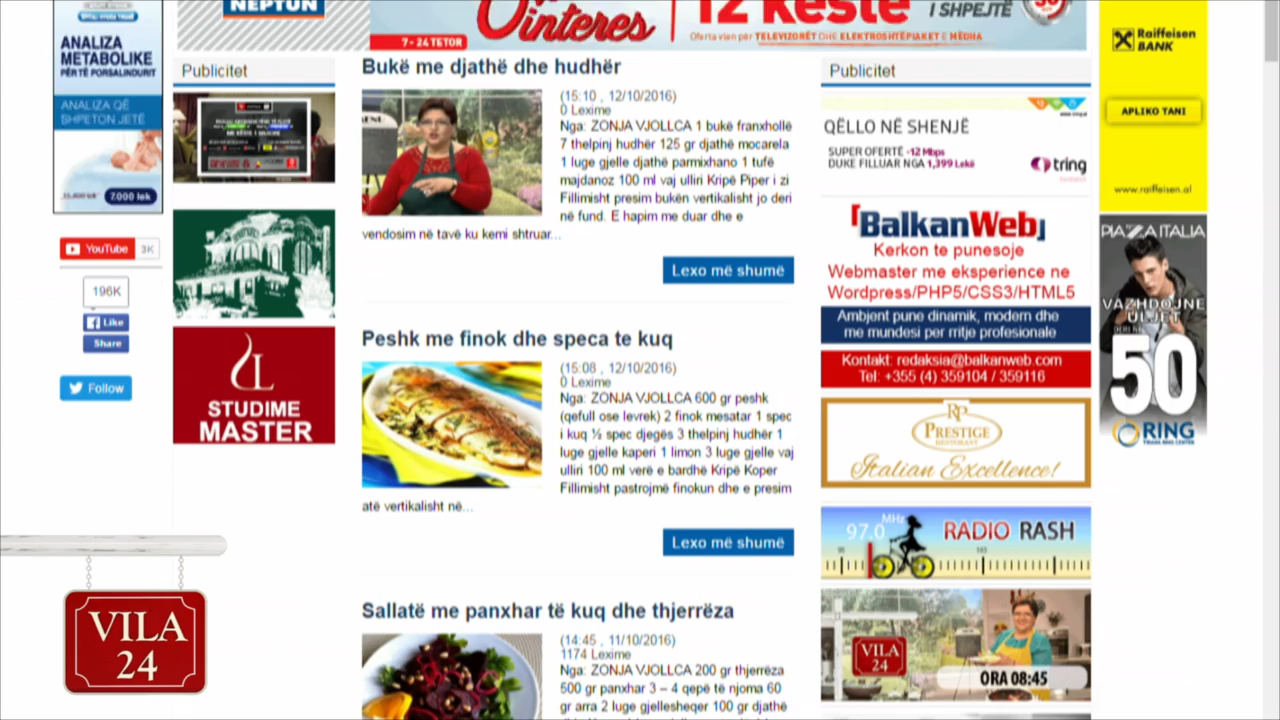 NEPTUN
interes
7 - 24 TETOR
12 këste
I SHPEJTË
Oferta vlen për TELEVIZORËT DHE ELEKTROSHTËPIAKET E MËDHA
ANALIZA
METABOLIKE
PËR TË PORSALINDURIT
ANALIZA QË
SHPETON JETË
7.000 lek
YouTube 3K
196K
Like
Share
Follow
Publicitet
STUDIME
MASTER
VILA
24
Bukë me djathë dhe hudhër
(15:10 , 12/10/2016)
0 Lexime
Nga: ZONJA VJOLLCA 1 bukë franxhollë
7 thelpinj hudhër 125 gr djathë mocarela
1 luge gjelle djathë parmixhano 1 tufë
majdanoz 100 ml vaj ulliri Kripë Piper i zi
Fillimisht presim bukën vertikalisht jo deri
në fund. E hapim me duar dhe e
vendosim në tavë ku kemi shtruar...
Lexo më shumë
Peshk me finok dhe speca te kuq
(15:08 , 12/10/2016)
0 Lexime
Nga: ZONJA VJOLLCA 600 gr peshk
(qefull ose levrek) 2 finok mesatar 1 spec
i kuq ½ spec djegës 3 thelpinj hudhër 1
luge gjelle kaperi 1 limon 3 luge gjelle vaj
ulliri 100 ml verë e bardhë Kripë Koper
Fillimisht pastrojmë finokun dhe e presim
atë vertikalisht në...
Lexo më shumë
Sallatë me panxhar të kuq dhe thjerrëza
(14:45 , 11/10/2016)
1174 Lexime
Nga: ZONJA VJOLLCA 200 gr thjerrëza
500 gr panxhar 3 – 4 qepë të njoma 60
gr arra 2 luge gjellesheqer 100 gr djathë
Publicitet
QËLLO NË SHENJË
SUPER OFERTË -12 Mbps
DUKE FILLUAR NGA 1,399 Lekë
tring
BalkanWeb
Kerkon te punesoje
Webmaster me eksperience ne
Wordpress/PHP5/CSS3/HTML5
Ambjent pune dinamik, modern dhe
me mundesi per rritje profesionale
Kontakt: redaksia@balkanweb.com
Tel: +355 (4) 359104 / 359116
RP
PRESTIGE
RESTORANT
Italian Excellence!
97.0 MHz
RADIO RASH
VILA
24
ORA 08:45
Raiffeisen
BANK
APLIKO TANI
www.raiffeisen.al
PIAZZA ITALIA
VAZHDOJNË
ULJET
DERI NË
50
RING